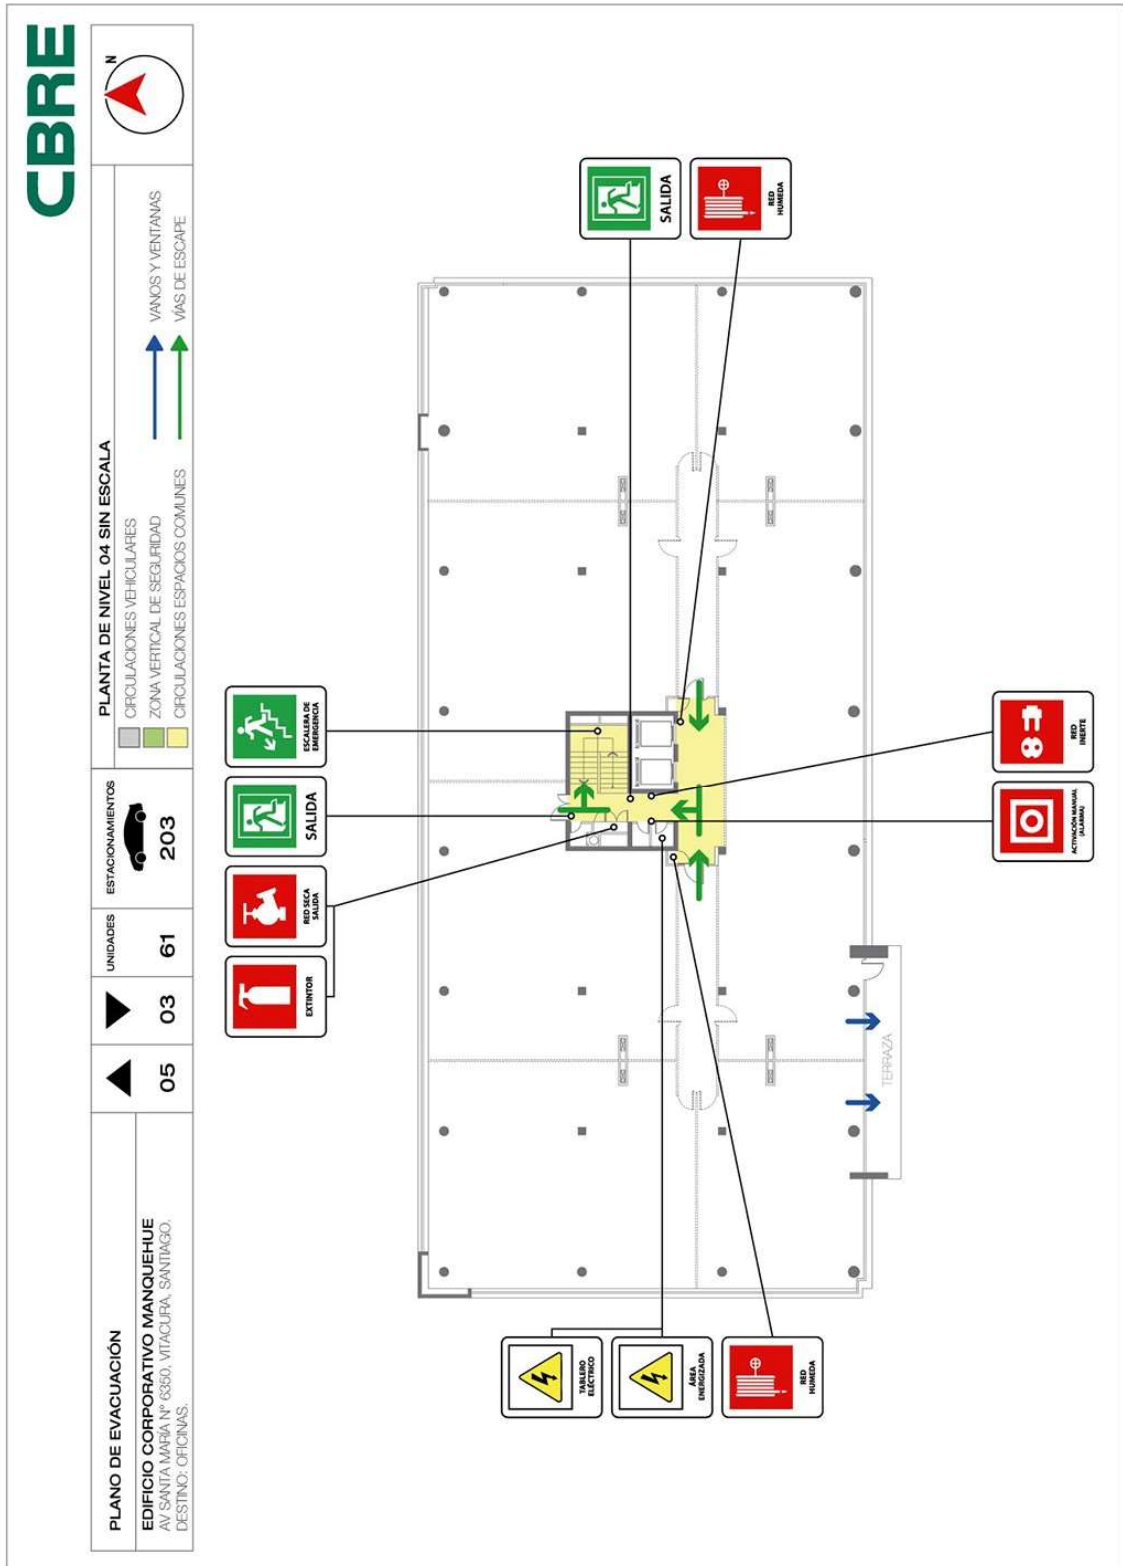 CBRE
PLANO DE EVACUACIÓN
EDIFICIO CORPORATIVO MANQUEHUE
AV SANTA MARÍA Nº 6350, VITACURA, SANTIAGO.
DESTINO: OFICINAS.
05
03
UNIDADES
61
ESTACIONAMIENTOS
203
PLANTA DE NIVEL 04 SIN ESCALA
CIRCULACIONES VEHICULARES
ZONA VERTICAL DE SEGURIDAD
CIRCULACIONES ESPACIOS COMUNES
VANOS Y VENTANAS
VÍAS DE ESCAPE
N
EXTINTOR
RED SECA
SALIDA
SALIDA
ESCALERA DE
EMERGENCIA
SALIDA
RED
HUMEDA
TABLERO
ELÉCTRICO
ÁREA
ENERGIZADA
RED
HUMEDA
TERRAZA
ACTIVACIÓN MANUAL
(ALARMA)
RED
INERTE